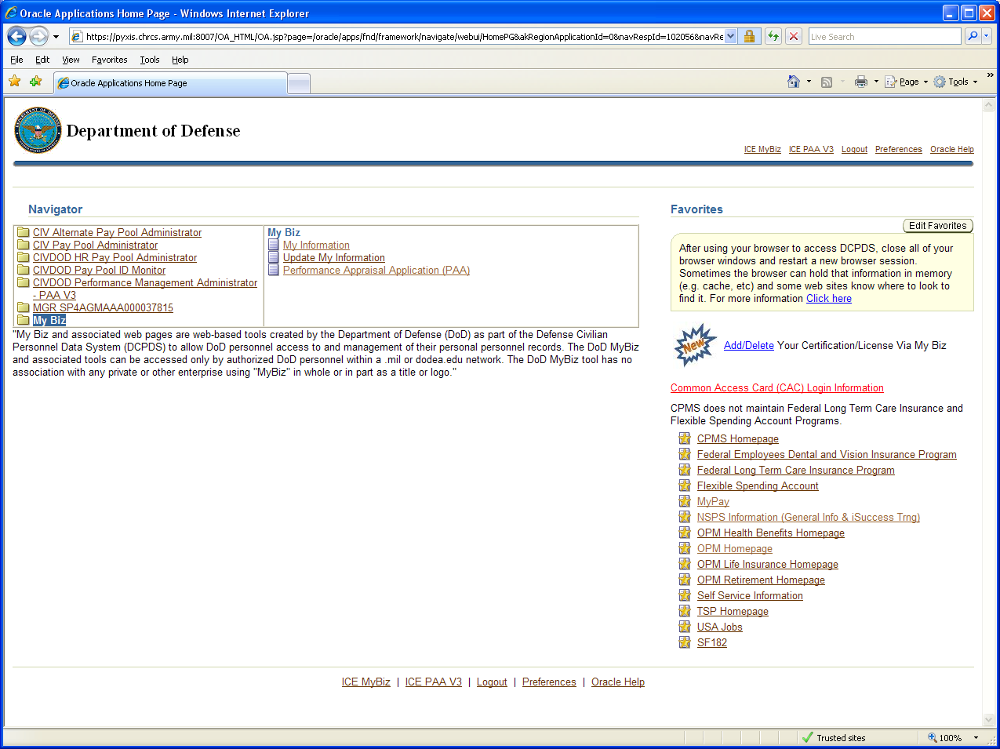 Oracle Applications Home Page - Windows Internet Explorer
https://pyxis.chrcs.army.mil:8007/OA_HTML/OA.jsp?page=/oracle/apps/fnd/framework/navigate/webui/HomePG&akRegionApplicationId=0&navRespId=102056&navRe
Live Search
File Edit View Favorites Tools Help
Oracle Applications Home Page
Page Tools
Department of Defense
ICE MyBiz ICE PAA V3 Logout Preferences Oracle Help
Navigator
CIV Alternate Pay Pool Administrator
CIV Pay Pool Administrator
CIVDOD HR Pay Pool Administrator
CIVDOD Pay Pool ID Monitor
CIVDOD Performance Management Administrator
- PAA V3
MGR SP4AGMAAA000037815
My Biz
My Biz
My Information
Update My Information
Performance Appraisal Application (PAA)
"My Biz and associated web pages are web-based tools created by the Department of Defense (DoD) as part of the Defense Civilian
Personnel Data System (DCPDS) to allow DoD personnel access to and management of their personal personnel records. The DoD MyBiz
and associated tools can be accessed only by authorized DoD personnel within a .mil or dodea.edu network. The DoD MyBiz tool has no
association with any private or other enterprise using "MyBiz" in whole or in part as a title or logo."
Favorites
Edit Favorites
After using your browser to access DCPDS, close all of your
browser windows and restart a new browser session.
Sometimes the browser can hold that information in memory
(e.g. cache, etc) and some web sites know where to look to
find it. For more information Click here
New
Add/Delete Your Certification/License Via My Biz
Common Access Card (CAC) Login Information
CPMS does not maintain Federal Long Term Care Insurance and
Flexible Spending Account Programs.
CPMS Homepage
Federal Employees Dental and Vision Insurance Program
Federal Long Term Care Insurance Program
Flexible Spending Account
MyPay
NSPS Information (General Info & iSuccess Trng)
OPM Health Benefits Homepage
OPM Homepage
OPM Life Insurance Homepage
OPM Retirement Homepage
Self Service Information
TSP Homepage
USA Jobs
SF182
ICE MyBiz | ICE PAA V3 | Logout | Preferences | Oracle Help
Trusted sites
100%